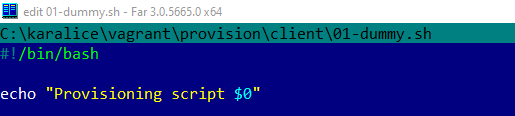 edit 01-dummy.sh - Far 3.0.5665.0 x64
C:\karalice\vagrant\provision\client\01-dummy.sh
#!/bin/bash
echo "Provisioning script $0"